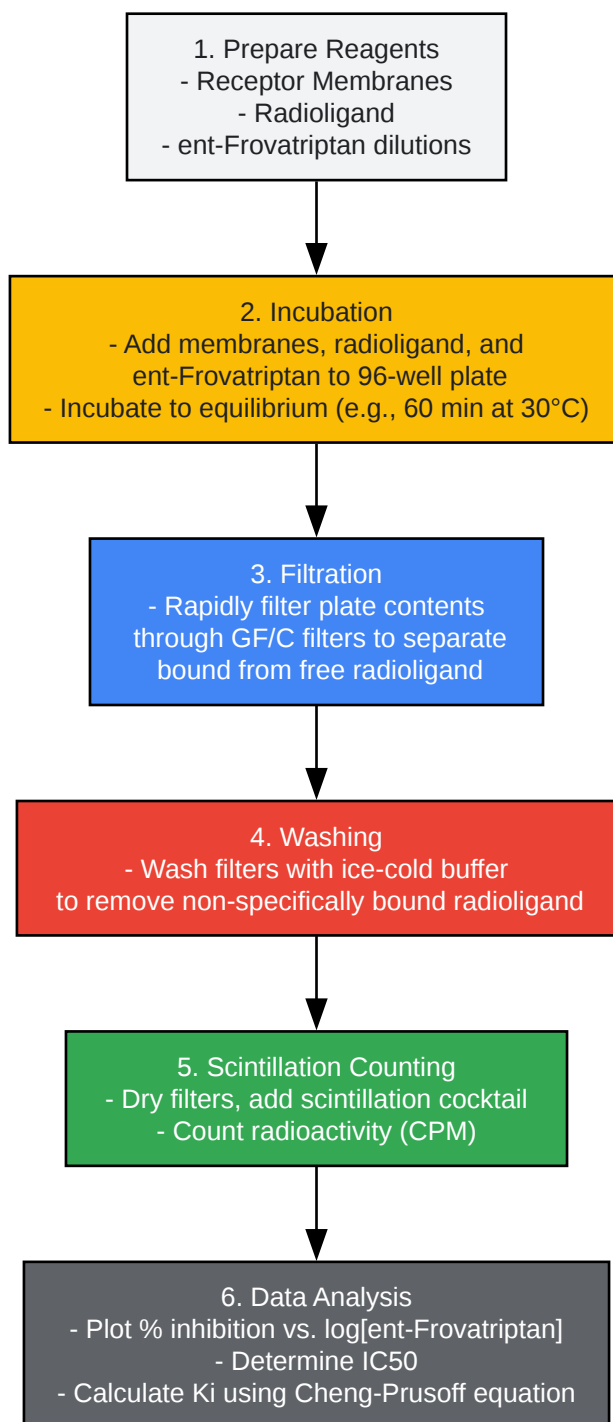 1. Prepare Reagents
- Receptor Membranes
- Radioligand
- ent-Frovatriptan dilutions
2. Incubation
- Add membranes, radioligand, and
ent-Frovatriptan to 96-well plate
- Incubate to equilibrium (e.g., 60 min at 30°C)
3. Filtration
- Rapidly filter plate contents
through GF/C filters to separate
bound from free radioligand
4. Washing
- Wash filters with ice-cold buffer
to remove non-specifically bound radioligand
5. Scintillation Counting
- Dry filters, add scintillation cocktail
- Count radioactivity (CPM)
6. Data Analysis
- Plot % inhibition vs. log[ent-Frovatriptan]
- Determine IC50
- Calculate Ki using Cheng-Prusoff equation